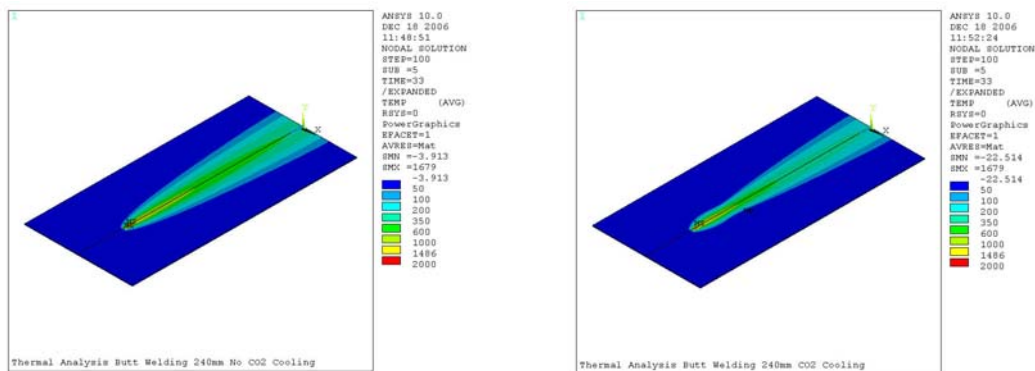 1
ANSYS 10.0
DEC 18 2006
11:48:51
NODAL SOLUTION
STEP=100
SUB =5
TIME=33
/EXPANDED
TEMP (AVG)
RSYS=0
PowerGraphics
EFACET=1
AVRES=Mat
SMN =-3.913
SMX =1679
-3.913
50
100
200
350
600
1000
1486
2000
X
Thermal Analysis Butt Welding 240mm No CO2 Cooling
1
ANSYS 10.0
DEC 18 2006
11:52:24
NODAL SOLUTION
STEP=100
SUB =5
TIME=33
/EXPANDED
TEMP (AVG)
RSYS=0
PowerGraphics
EFACET=1
AVRES=Mat
SMN =-22.514
SMX =1679
-22.514
50
100
200
350
600
1000
1486
2000
X
Thermal Analysis Butt Welding 240mm CO2 Cooling